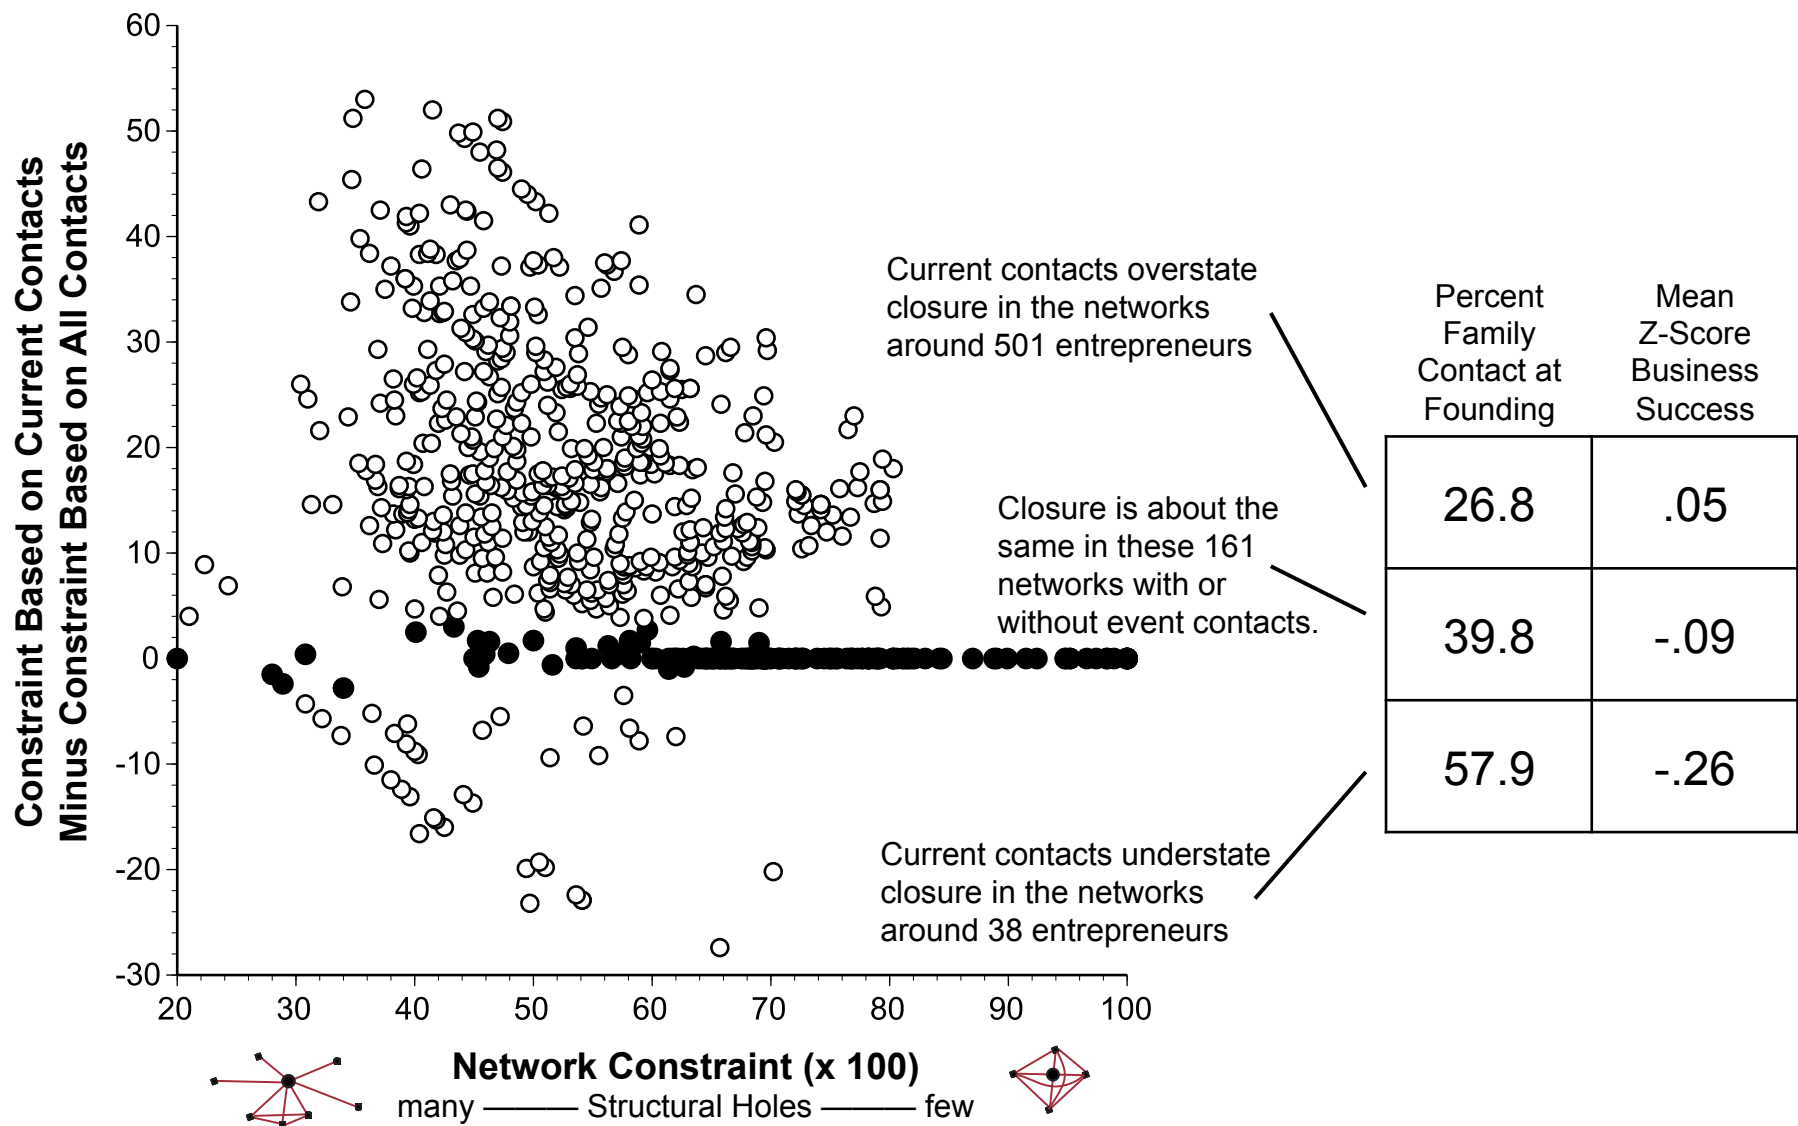 Constraint Based on Current Contacts
Minus Constraint Based on All Contacts
60
50
40
30
20
10
0
-10
-20
-30
20
30
40
50
60
70
80
90
100
Network Constraint (x 100)
many ——— Structural Holes ——— few
Current contacts overstate
closure in the networks
around 501 entrepreneurs
Closure is about the
same in these 161
networks with or
without event contacts.
Current contacts understate
closure in the networks
around 38 entrepreneurs
Percent
Family
Contact at
Founding
Mean
Z-Score
Business
Success
26.8
.05
39.8
-.09
57.9
-.26